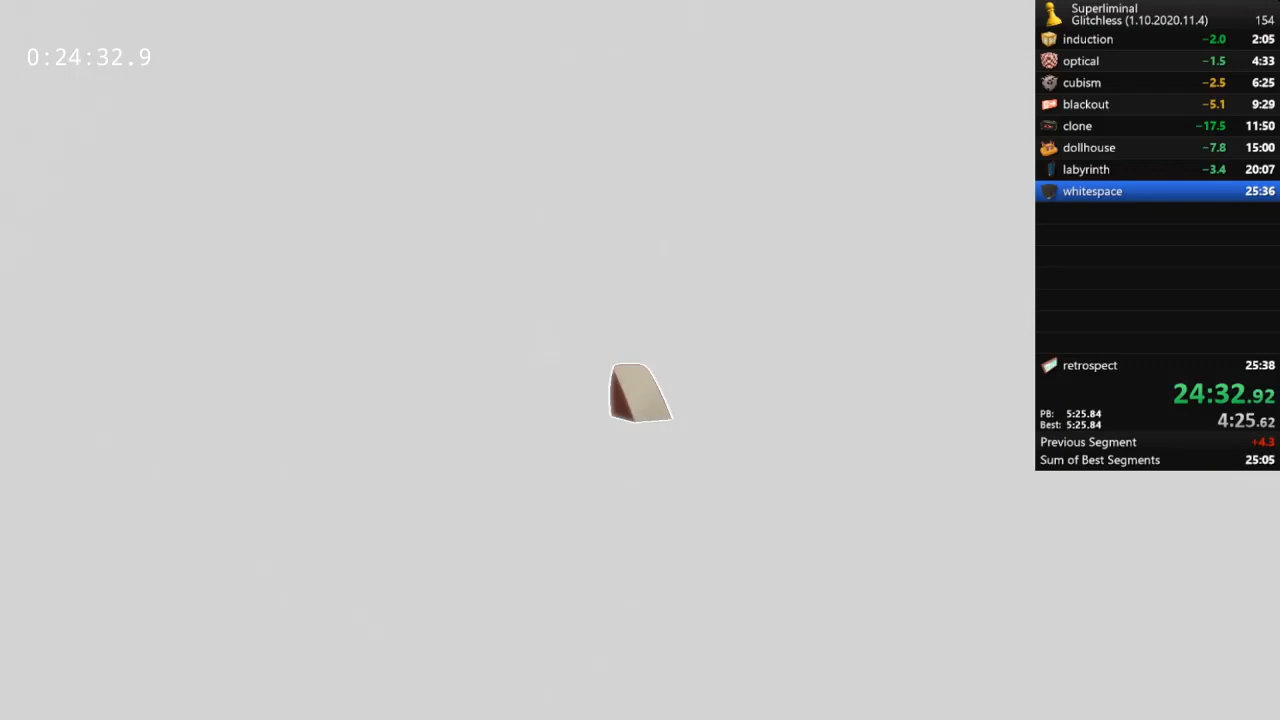 0:24:32.9
Superliminal
Glitchless (1.10.2020.11.4) 154
induction -2.0 2:05
optical -1.5 4:33
cubism -2.5 6:25
blackout -5.1 9:29
clone -17.5 11:50
dollhouse -7.8 15:00
labyrinth -3.4 20:07
whitespace 25:36
retrospect 25:38
24:32.92
PB: 5:25.84
Best: 5:25.84 4:25.62
Previous Segment +4.3
Sum of Best Segments 25:05